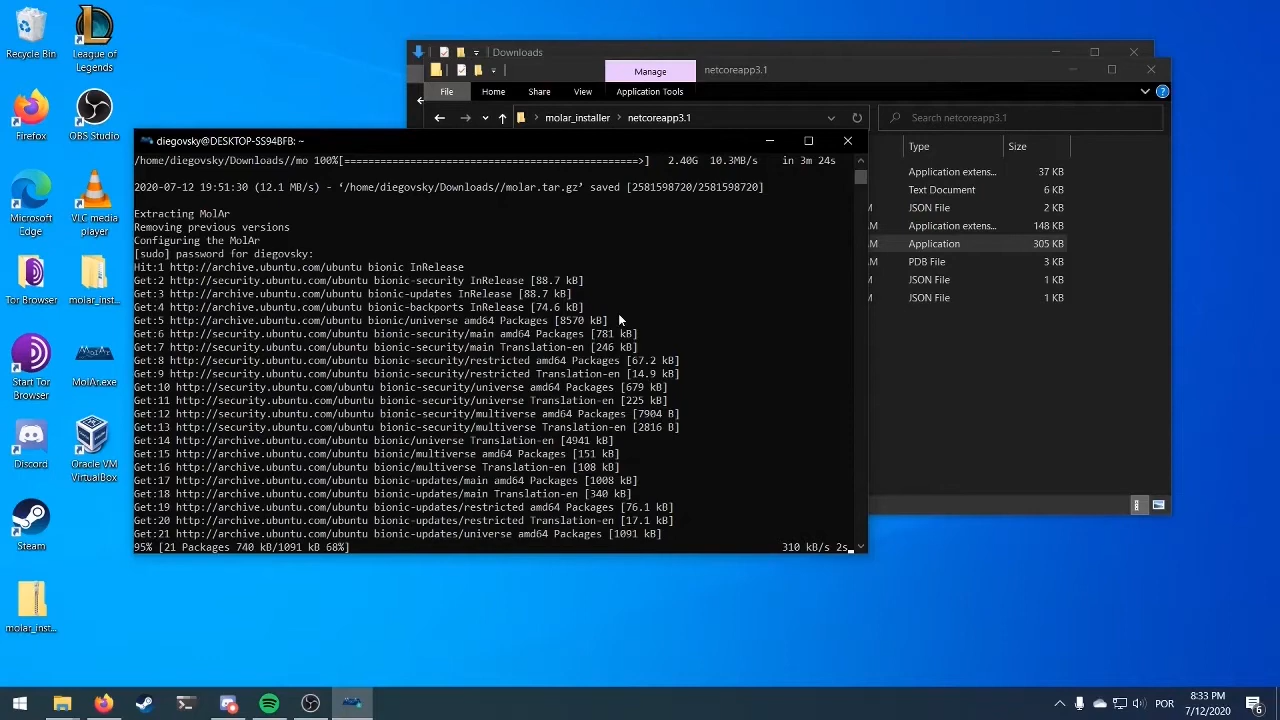 Recycle Bin
League of
Legends
Firefox
OBS Studio
Microsoft
Edge
VLC media
player
Tor Browser
molar_inst...
Start Tor
Browser
MolAr
MolAr.exe
Discord
Oracle VM
VirtualBox
Steam
molar_inst...
Downloads
Manage
netcoreapp3.1
File
Home
Share
View
Application Tools
molar_installer
netcoreapp3.1
Search netcoreapp3.1
Type
Size
Application extens...
37 KB
Text Document
6 KB
JSON File
2 KB
M
Application extens...
148 KB
M
Application
305 KB
M
PDB File
3 KB
JSON File
1 KB
JSON File
1 KB
diegovsky@DESKTOP-SS94BFB: ~
/home/diegovsky/Downloads//mo 100%[=================================================>]   2.40G  10.3MB/s    in 3m 24s
2020-07-12 19:51:30 (12.1 MB/s) - ‘/home/diegovsky/Downloads//molar.tar.gz’ saved [2581598720/2581598720]
Extracting MolAr
Removing previous versions
Configuring the MolAr
[sudo] password for diegovsky:
Hit:1 http://archive.ubuntu.com/ubuntu bionic InRelease
Get:2 http://security.ubuntu.com/ubuntu bionic-security InRelease [88.7 kB]
Get:3 http://archive.ubuntu.com/ubuntu bionic-updates InRelease [88.7 kB]
Get:4 http://archive.ubuntu.com/ubuntu bionic-backports InRelease [74.6 kB]
Get:5 http://archive.ubuntu.com/ubuntu bionic/universe amd64 Packages [8570 kB]
Get:6 http://security.ubuntu.com/ubuntu bionic-security/main amd64 Packages [781 kB]
Get:7 http://security.ubuntu.com/ubuntu bionic-security/main Translation-en [246 kB]
Get:8 http://security.ubuntu.com/ubuntu bionic-security/restricted amd64 Packages [67.2 kB]
Get:9 http://security.ubuntu.com/ubuntu bionic-security/restricted Translation-en [14.9 kB]
Get:10 http://security.ubuntu.com/ubuntu bionic-security/universe amd64 Packages [679 kB]
Get:11 http://security.ubuntu.com/ubuntu bionic-security/universe Translation-en [225 kB]
Get:12 http://security.ubuntu.com/ubuntu bionic-security/multiverse amd64 Packages [7904 B]
Get:13 http://security.ubuntu.com/ubuntu bionic-security/multiverse Translation-en [2816 B]
Get:14 http://archive.ubuntu.com/ubuntu bionic/universe Translation-en [4941 kB]
Get:15 http://archive.ubuntu.com/ubuntu bionic/multiverse amd64 Packages [151 kB]
Get:16 http://archive.ubuntu.com/ubuntu bionic/multiverse Translation-en [108 kB]
Get:17 http://archive.ubuntu.com/ubuntu bionic-updates/main amd64 Packages [1008 kB]
Get:18 http://archive.ubuntu.com/ubuntu bionic-updates/main Translation-en [340 kB]
Get:19 http://archive.ubuntu.com/ubuntu bionic-updates/restricted amd64 Packages [76.1 kB]
Get:20 http://archive.ubuntu.com/ubuntu bionic-updates/restricted Translation-en [17.1 kB]
Get:21 http://archive.ubuntu.com/ubuntu bionic-updates/universe amd64 Packages [1091 kB]
95% [21 Packages 740 kB/1091 kB 68%]   310 kB/s 2s
POR
8:33 PM
7/12/2020
6